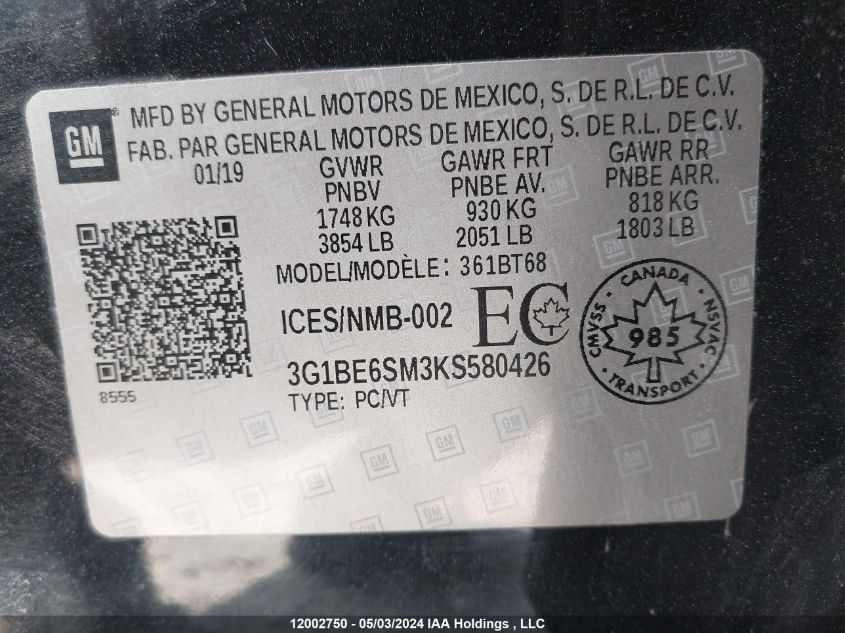 GM
MFD BY GENERAL MOTORS DE MEXICO, S. DE R.L. DE C.V.
FAB. PAR GENERAL MOTORS DE MEXICO, S. DE R.L. DE C.V.
01/19
GVWR
PNBV
1748 KG
3854 LB
GAWR FRT
PNBE AV.
930 KG
2051 LB
GAWR RR
PNBE ARR.
818 KG
1803 LB
MODEL/MODÈLE: 361BT68
ICES/NMB-002
EC
CANADA
CMVSS
NSVAC
985
TRANSPORT
3G1BE6SM3KS580426
TYPE: PC/VT
8555
12002750 - 05/03/2024 IAA Holdings , LLC